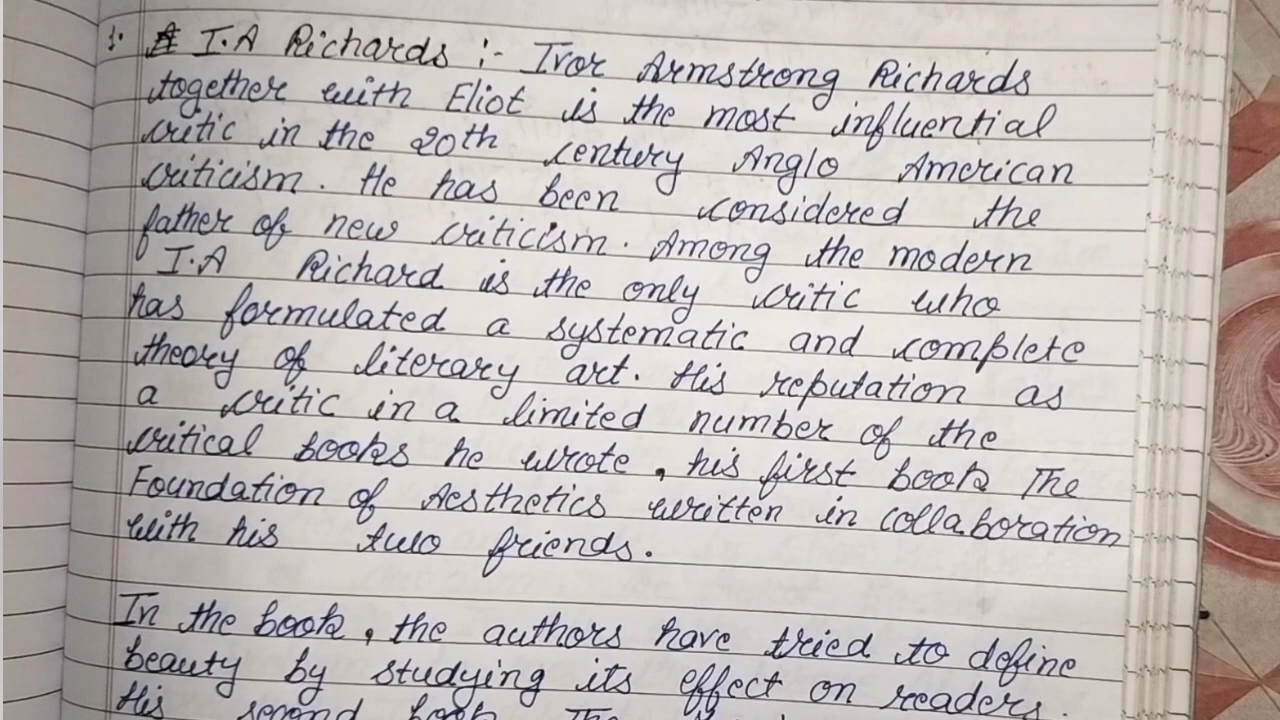 1. I.A Richards :- Ivor Armstrong Richards
together with Eliot is the most influential
critic in the 20th century Anglo American
criticism. He has been considered the
father of new criticism. Among the modern
I.A Richard is the only critic who
has formulated a systematic and complete
theory of literary art. His reputation as
a critic in a limited number of the
critical books he wrote, his first book The
Foundation of Aesthetics written in collaboration
with his two friends.
In the book, the authors have tried to define
beauty by studying its effect on readers.
His second book The